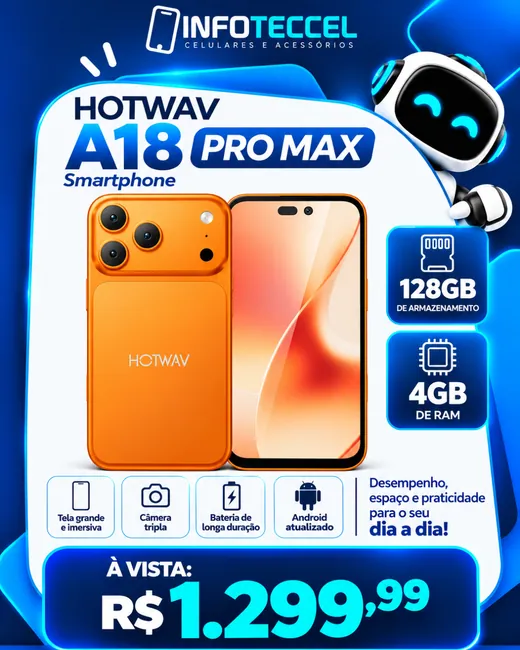 INFOTECCEL
CELULARES E ACESSÓRIOS
HOTWAV
A18 PRO MAX
Smartphone
128GB
DE ARMAZENAMENTO
4GB
DE RAM
HOTWAV
Tela grande
e imersiva
Câmera
tripla
Bateria de
longa duração
Android
atualizado
Desempenho,
espaço e praticidade
para o seu
dia a dia!
À VISTA:
R$ 1.299,99